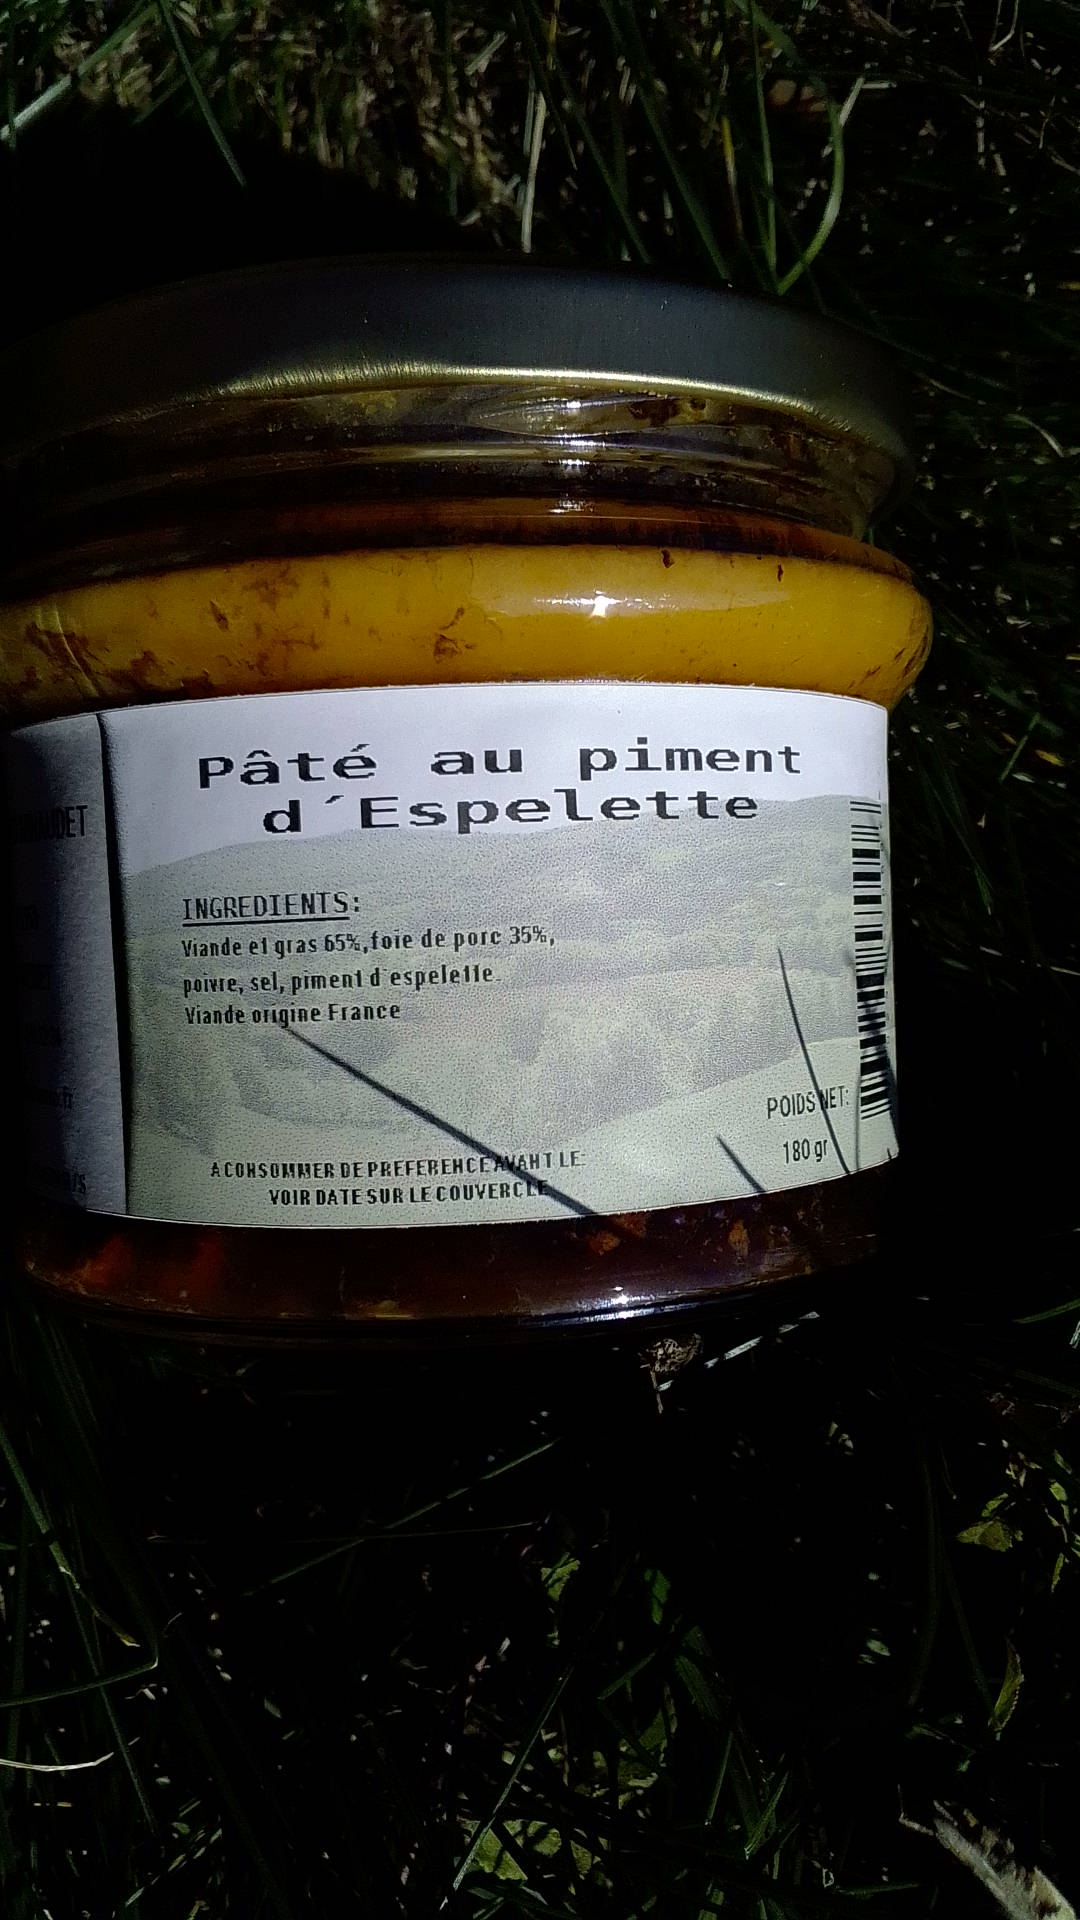 Pâté au piment
d´Espelette
INGREDIENTS:
Viande et gras 65%, foie de porc 35%,
poivre, sel, piment d'espelette.
Viande origine France
POIDS NET:
180 gr
A CONSOMMER DE PREFERENCE AVANT LE:
VOIR DATE SUR LE COUVERCLE